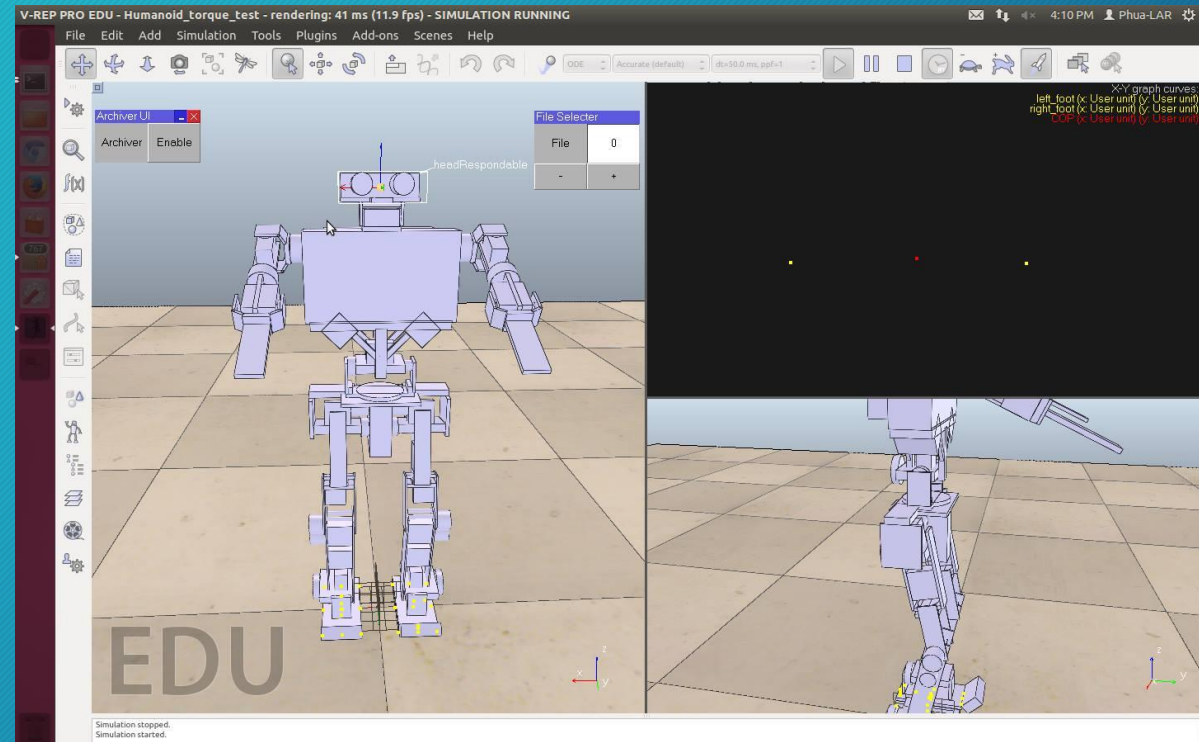 V-REP PRO EDU - Humanoid_torque_test - rendering: 41 ms (11.9 fps) - SIMULATION RUNNING
4:10 PM Phua-LAR
File Edit Add Simulation Tools Plugins Add-ons Scenes Help
ODE Accurate (default) dt=50.0 ms, ppf=1
f(x)
Archiver UI
Archiver Enable
File Selecter
File 0
- +
headRespondable
X-Y graph curves:
left_foot (x: User unit) (y: User unit)
right_foot (x: User unit) (y: User unit)
COP (x: User unit) (y: User unit)
EDU
x z y
z y
Simulation stopped.
Simulation started.